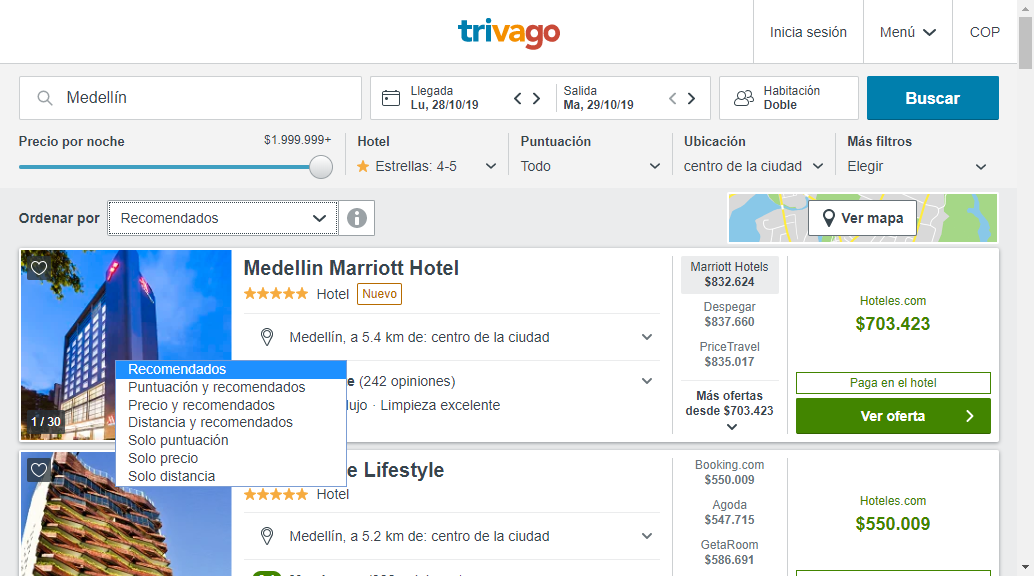 trivago
Inicia sesión
Menú
COP
Medellín
Llegada
Lu, 28/10/19
Salida
Ma, 29/10/19
Habitación
Doble
Buscar
Precio por noche
$1.999.999+
Hotel
Estrellas: 4-5
Puntuación
Todo
Ubicación
centro de la ciudad
Más filtros
Elegir
Ordenar por
Recomendados
Ver mapa
1 / 30
Medellin Marriott Hotel
Hotel
Nuevo
Medellín, a 5.4 km de: centro de la ciudad
(242 opiniones)
· Limpieza excelente
Marriott Hotels
$832.624
Despegar
$837.660
PriceTravel
$835.017
Más ofertas
desde $703.423
Hoteles.com
$703.423
Paga en el hotel
Ver oferta
Recomendados
Puntuación y recomendados
Precio y recomendados
Distancia y recomendados
Solo puntuación
Solo precio
Solo distancia
Lifestyle
Hotel
Medellín, a 5.2 km de: centro de la ciudad
Booking.com
$550.009
Agoda
$547.715
GetaRoom
$586.691
Hoteles.com
$550.009